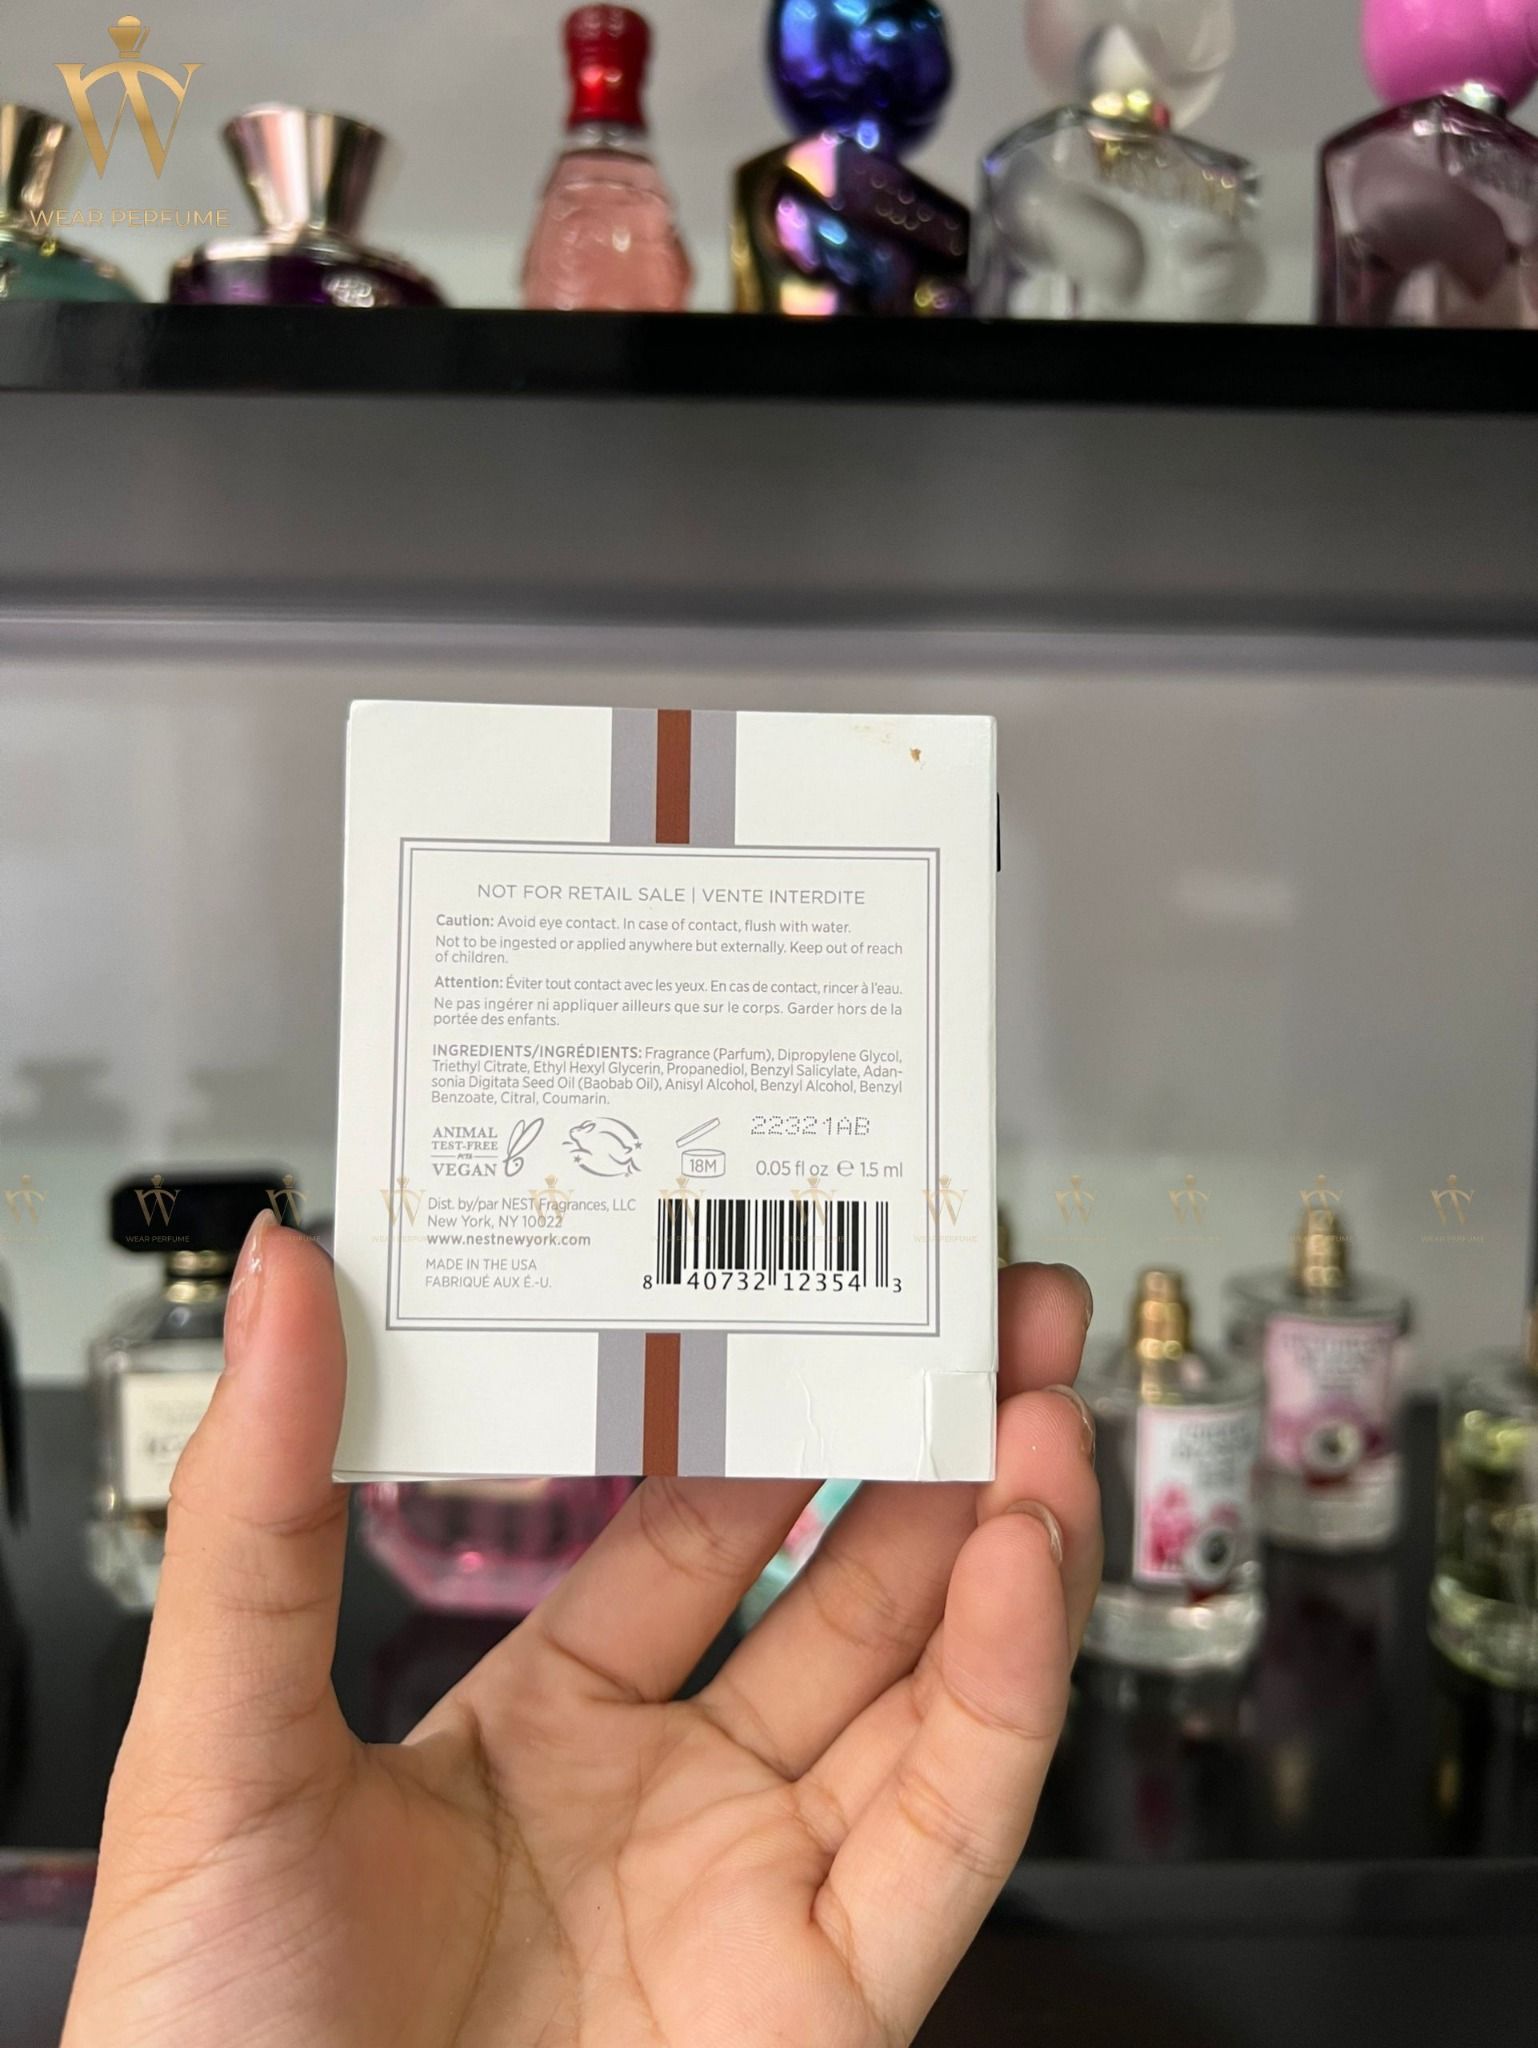 WEAR PERFUME
NOT FOR RETAIL SALE | VENTE INTERDITE
Caution: Avoid eye contact. In case of contact, flush with water.
Not to be ingested or applied anywhere but externally. Keep out of reach
of children.
Attention: Éviter tout contact avec les yeux. En cas de contact, rincer à l'eau.
Ne pas ingérer ni appliquer ailleurs que sur le corps. Garder hors de la
portée des enfants.
INGREDIENTS/INGRÉDIENTS: Fragrance (Parfum), Dipropylene Glycol,
Triethyl Citrate, Ethyl Hexyl Glycerin, Propanediol, Benzyl Salicylate, Adan-
sonia Digitata Seed Oil (Baobab Oil), Anisyl Alcohol, Benzyl Alcohol, Benzyl
Benzoate, Citral, Coumarin.
ANIMAL
TEST-FREE
PETA
VEGAN
18M
22321AB
0.05 fl oz ℮ 1.5 ml
Dist. by/par NEST Fragrances, LLC
New York, NY 10022
www.nestnewyork.com
MADE IN THE USA
FABRIQUÉ AUX É.-U.
8 40732 12354 3